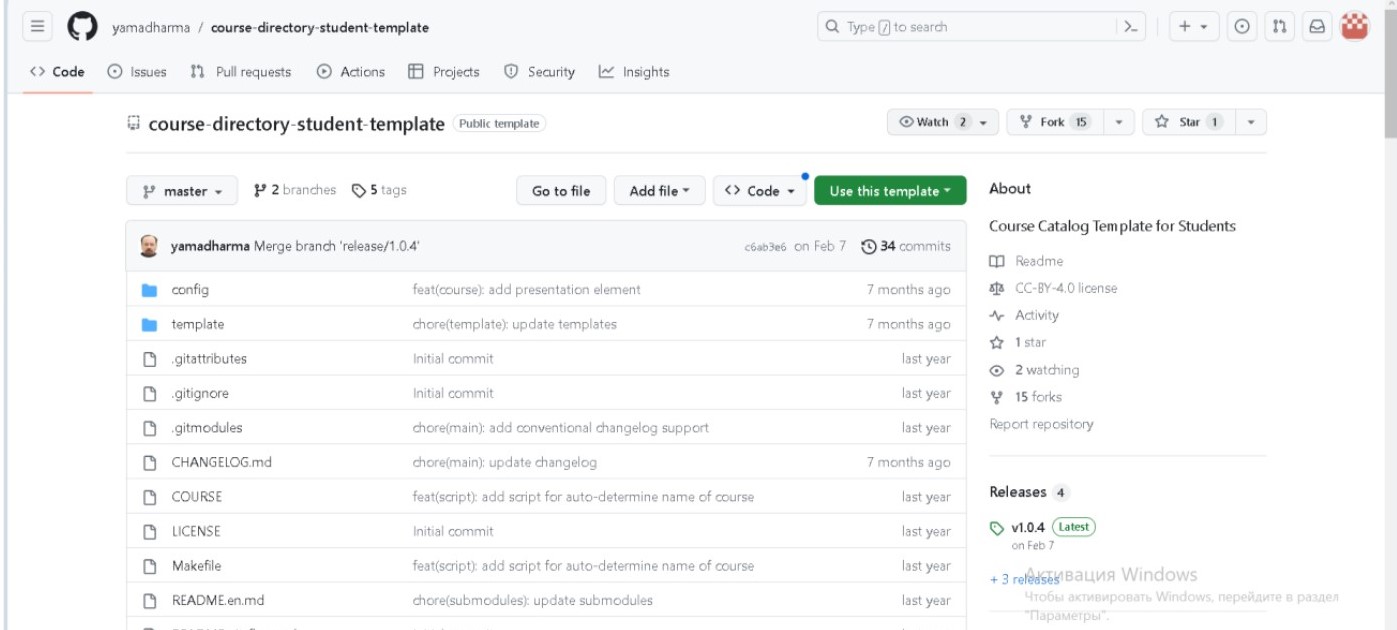 yamadharma / course-directory-student-template
Type / to search
Code Issues Pull requests Actions Projects Security Insights
course-directory-student-template Public template
Watch 2 Fork 15 Star 1
master 2 branches 5 tags Go to file Add file Code Use this template
yamadharma Merge branch 'release/1.0.4' c6ab3e6 on Feb 7 34 commits
config feat(course): add presentation element 7 months ago
template chore(template): update templates 7 months ago
.gitattributes Initial commit last year
.gitignore Initial commit last year
.gitmodules chore(main): add conventional changelog support last year
CHANGELOG.md chore(main): update changelog 7 months ago
COURSE feat(script): add script for auto-determine name of course last year
LICENSE Initial commit last year
Makefile feat(script): add script for auto-determine name of course last year
README.en.md chore(submodules): update submodules last year
About
Course Catalog Template for Students
Readme
CC-BY-4.0 license
Activity
1 star
2 watching
15 forks
Report repository
Releases 4
v1.0.4 Latest
on Feb 7
+ 3 releases
Активация Windows
Чтобы активировать Windows, перейдите в раздел
"Параметры".